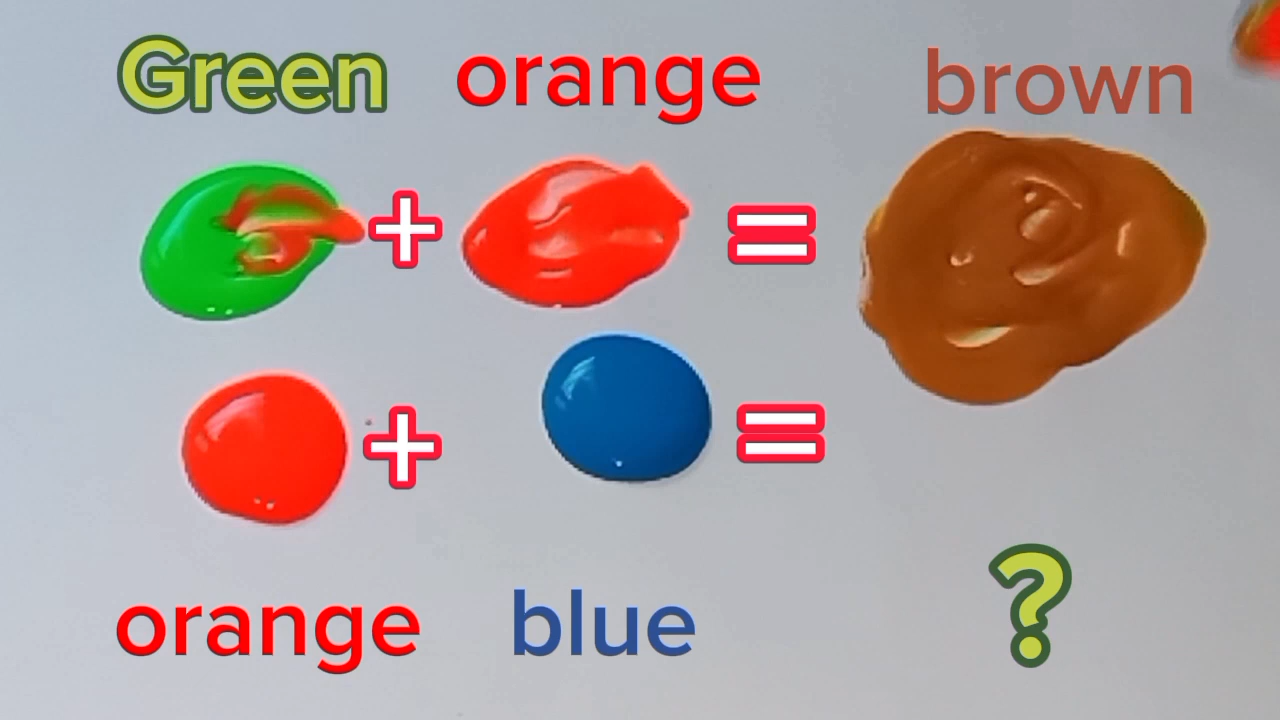 Green orange brown
+ =
+ =
orange blue ?